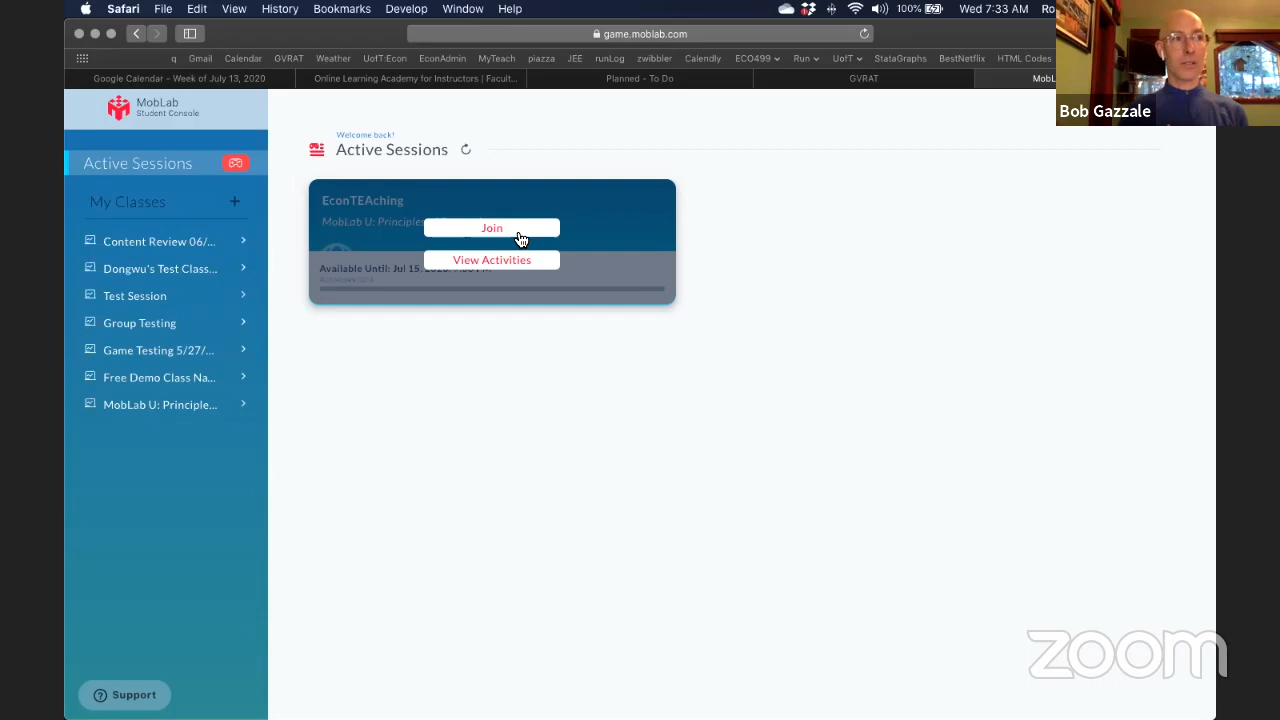 Safari File Edit View History Bookmarks Develop Window Help 100% Wed 7:33 AM Ro
game.moblab.com
q Gmail Calendar GVRAT Weather UofT:Econ EconAdmin MyTeach piazza JEE runLog zwibbler Calendly ECO499 Run UofT StataGraphs BestNetflix HTML Codes
Google Calendar - Week of July 13, 2020 Online Learning Academy for Instructors | Facult... Planned - To Do GVRAT MobL
Bob Gazzale
MobLab
Student Console
Active Sessions
My Classes +
Content Review 06/...
Dongwu's Test Class...
Test Session
Group Testing
Game Testing 5/27/...
Free Demo Class Na...
MobLab U: Principle...
Support
Welcome back!
Active Sessions
EconTEAching
MobLab U: Principles
Join
View Activities
Available Until: Jul 15,
zoom